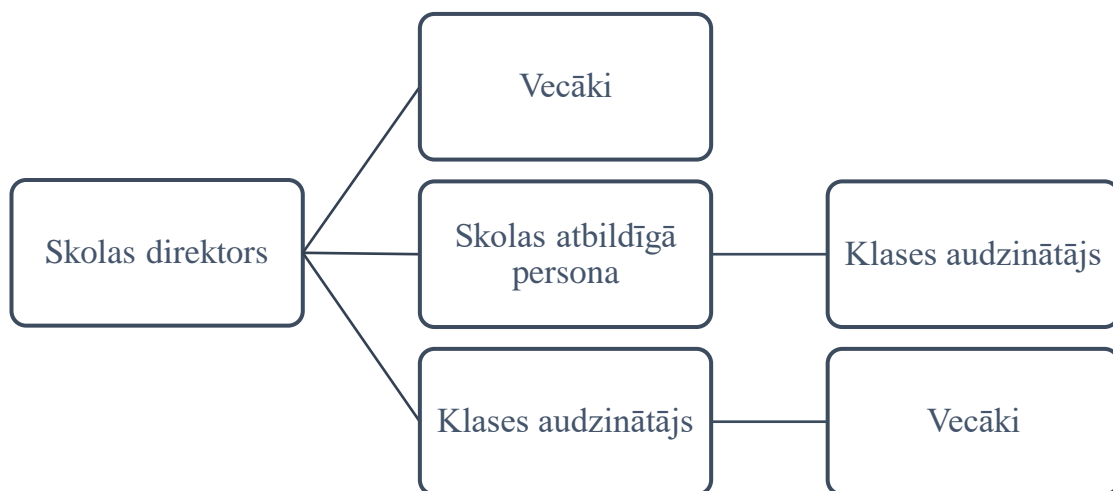 Vecāki
Skolas direktors
Skolas atbildīgā
persona
Klases audzinātājs
Klases audzinātājs
Vecāki